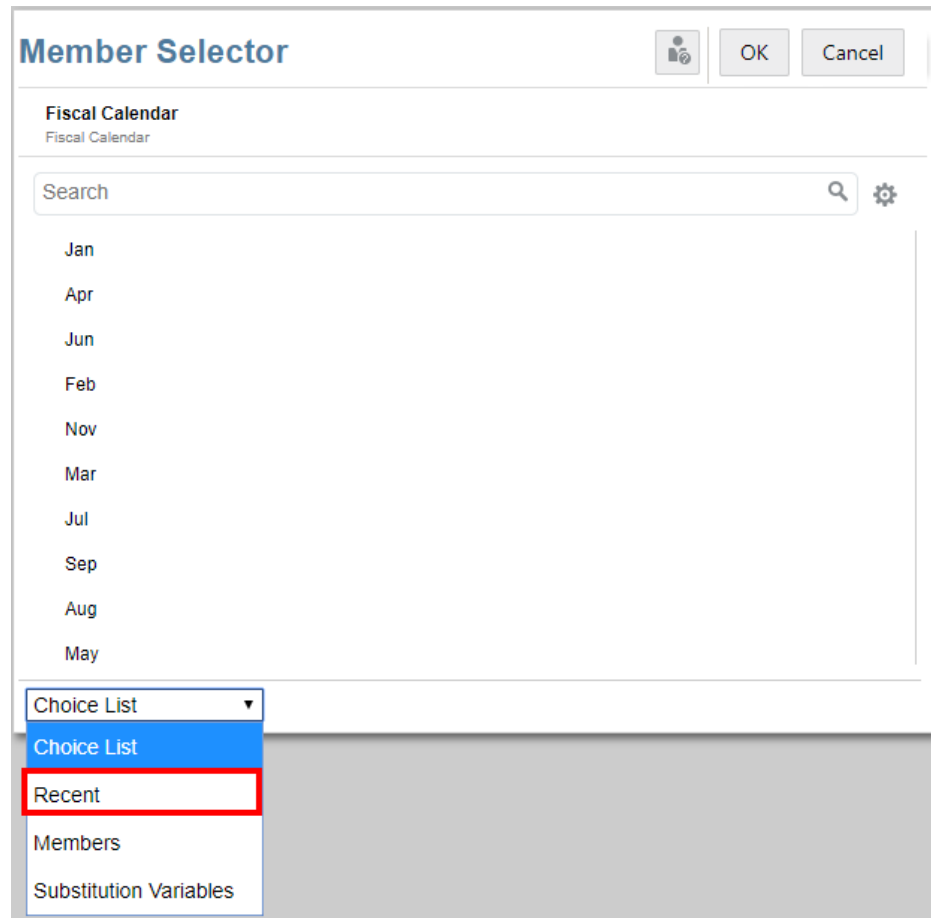 Member Selector
OK
Cancel
Fiscal Calendar
Fiscal Calendar
Search
Jan
Apr
Jun
Feb
Nov
Mar
Jul
Sep
Aug
May
Choice List
Choice List
Recent
Members
Substitution Variables